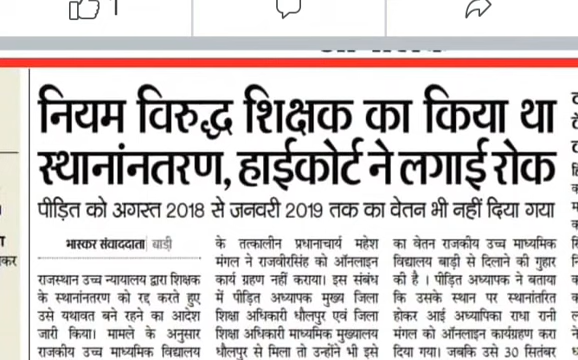 1
नियम विरुद्ध शिक्षक का किया था
स्थानांनतरण, हाईकोर्ट ने लगाई रोक
पीड़ित को अगस्त 2018 से जनवरी 2019 तक का वेतन भी नहीं दिया गया
भास्कर संवाददाता | बाड़ी
राजस्थान उच्च न्यायालय द्वारा शिक्षक
के स्थानांनतरण को रद्द करते हुए
उसे यथावत बने रहने का आदेश
जारी किया। मामले के अनुसार
राजकीय उच्च माध्यमिक विद्यालय
के तत्कालीन प्रधानाचार्य महेश
मंगल ने राजवीरसिंह को ऑनलाइन
कार्य ग्रहण नहीं कराया। इस संबंध
में पीड़ित अध्यापक मुख्य जिला
शिक्षा अधिकारी धौलपुर एवं जिला
शिक्षा अधिकारी माध्यमिक मुख्यालय
धौलपुर से मिला तो उन्होंने भी इसे
का वेतन राजकीय उच्च माध्यमिक
विद्यालय बाड़ी से दिलाने की गुहार
की है । पीड़ित अध्यापक ने बताया
कि उसके स्थान पर स्थानांतरित
होकर आई अध्यापिका राधा रानी
मंगल को ऑनलाइन कार्यग्रहण करा
दिया गया। जबकि उसे 30 सितंबर